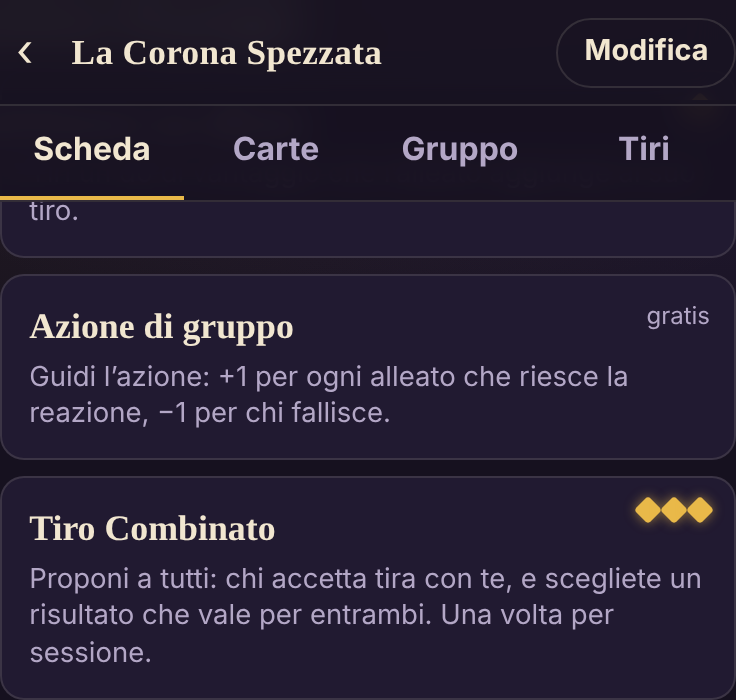 La Corona Spezzata
Modifica
Scheda Carte Gruppo Tiri
tiro.
Azione di gruppo
gratis
Guidi l’azione: +1 per ogni alleato che riesce la
reazione, −1 per chi fallisce.
Tiro Combinato
Proponi a tutti: chi accetta tira con te, e scegliete un
risultato che vale per entrambi. Una volta per
sessione.